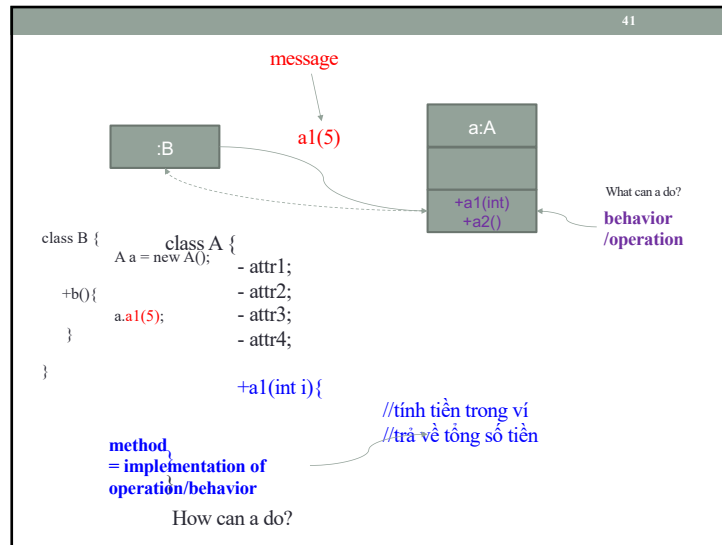 41
message
a1(5)
:B
a:A
+a1(int)
+a2()
What can a do?
behavior
/operation
class B {
A a = new A();
+b(){
a.a1(5);
}
}
class A {
- attr1;
- attr2;
- attr3;
- attr4;
+a1(int i){
//tính tiền trong ví
//trả về tổng số tiền
}
}
method
= implementation of
operation/behavior
How can a do?